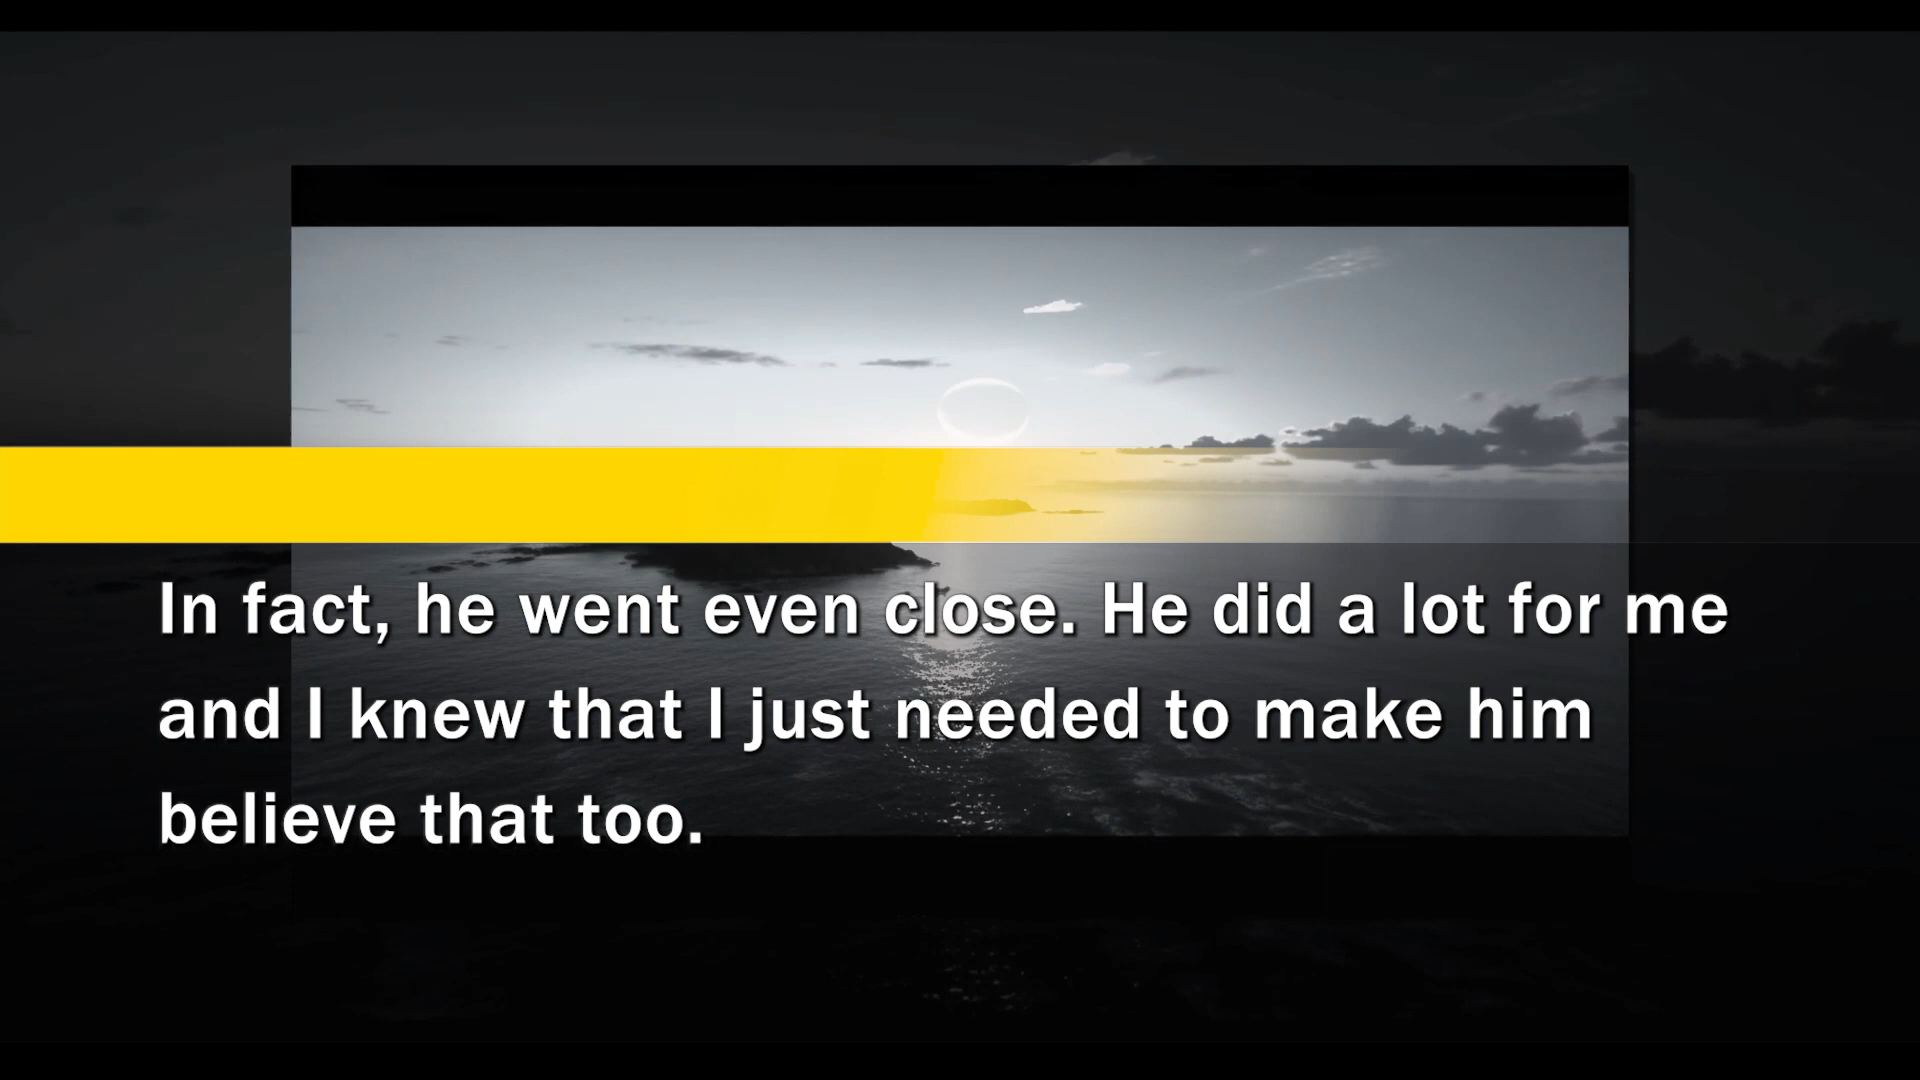 In fact, he went even close. He did a lot for me
and I knew that I just needed to make him
believe that too.